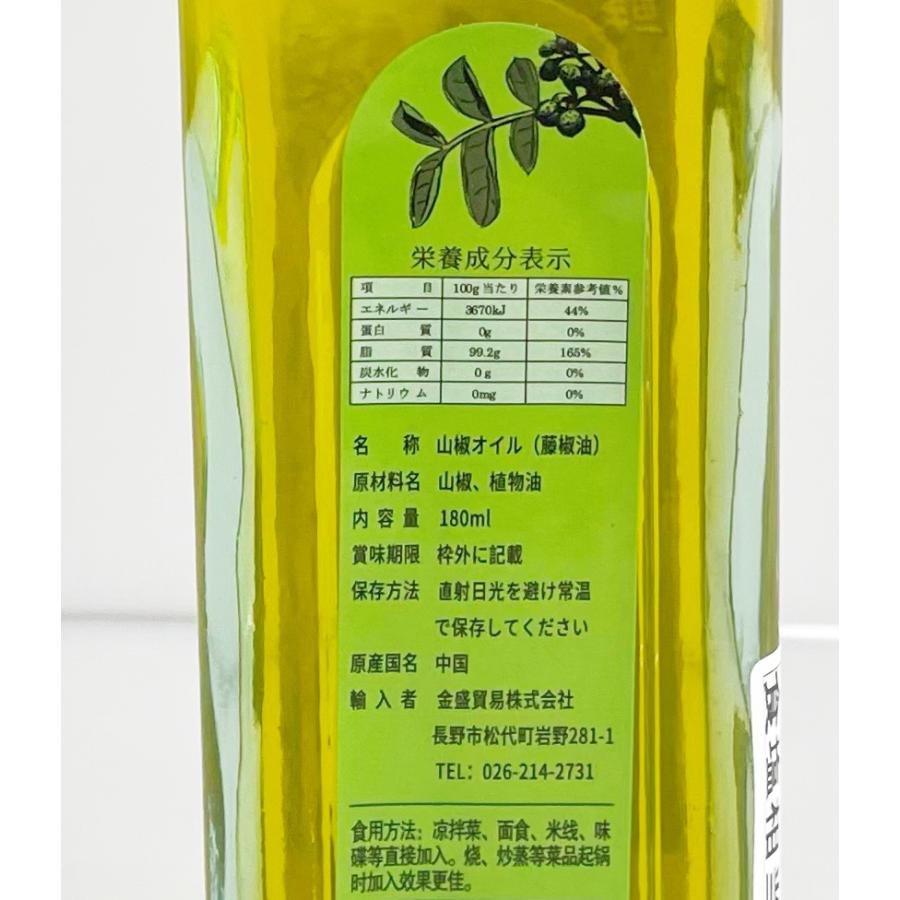 栄養成分表示
項目 100g当たり 栄養素参考値%
エネルギー 3670kJ 44%
蛋白質 0g 0%
脂質 99.2g 165%
炭水化物 0g 0%
ナトリウム 0mg 0%
名称 山椒オイル（藤椒油）
原材料名 山椒、植物油
内容量 180ml
賞味期限 枠外に記載
保存方法 直射日光を避け常温
で保存してください
原産国名 中国
輸入者 金盛貿易株式会社
長野市松代町岩野281-1
TEL：026-214-2731
食用方法：凉拌菜、面食、米线、味
碟等直接加入。烧、炒蒸等菜品起锅
时加入效果更佳。